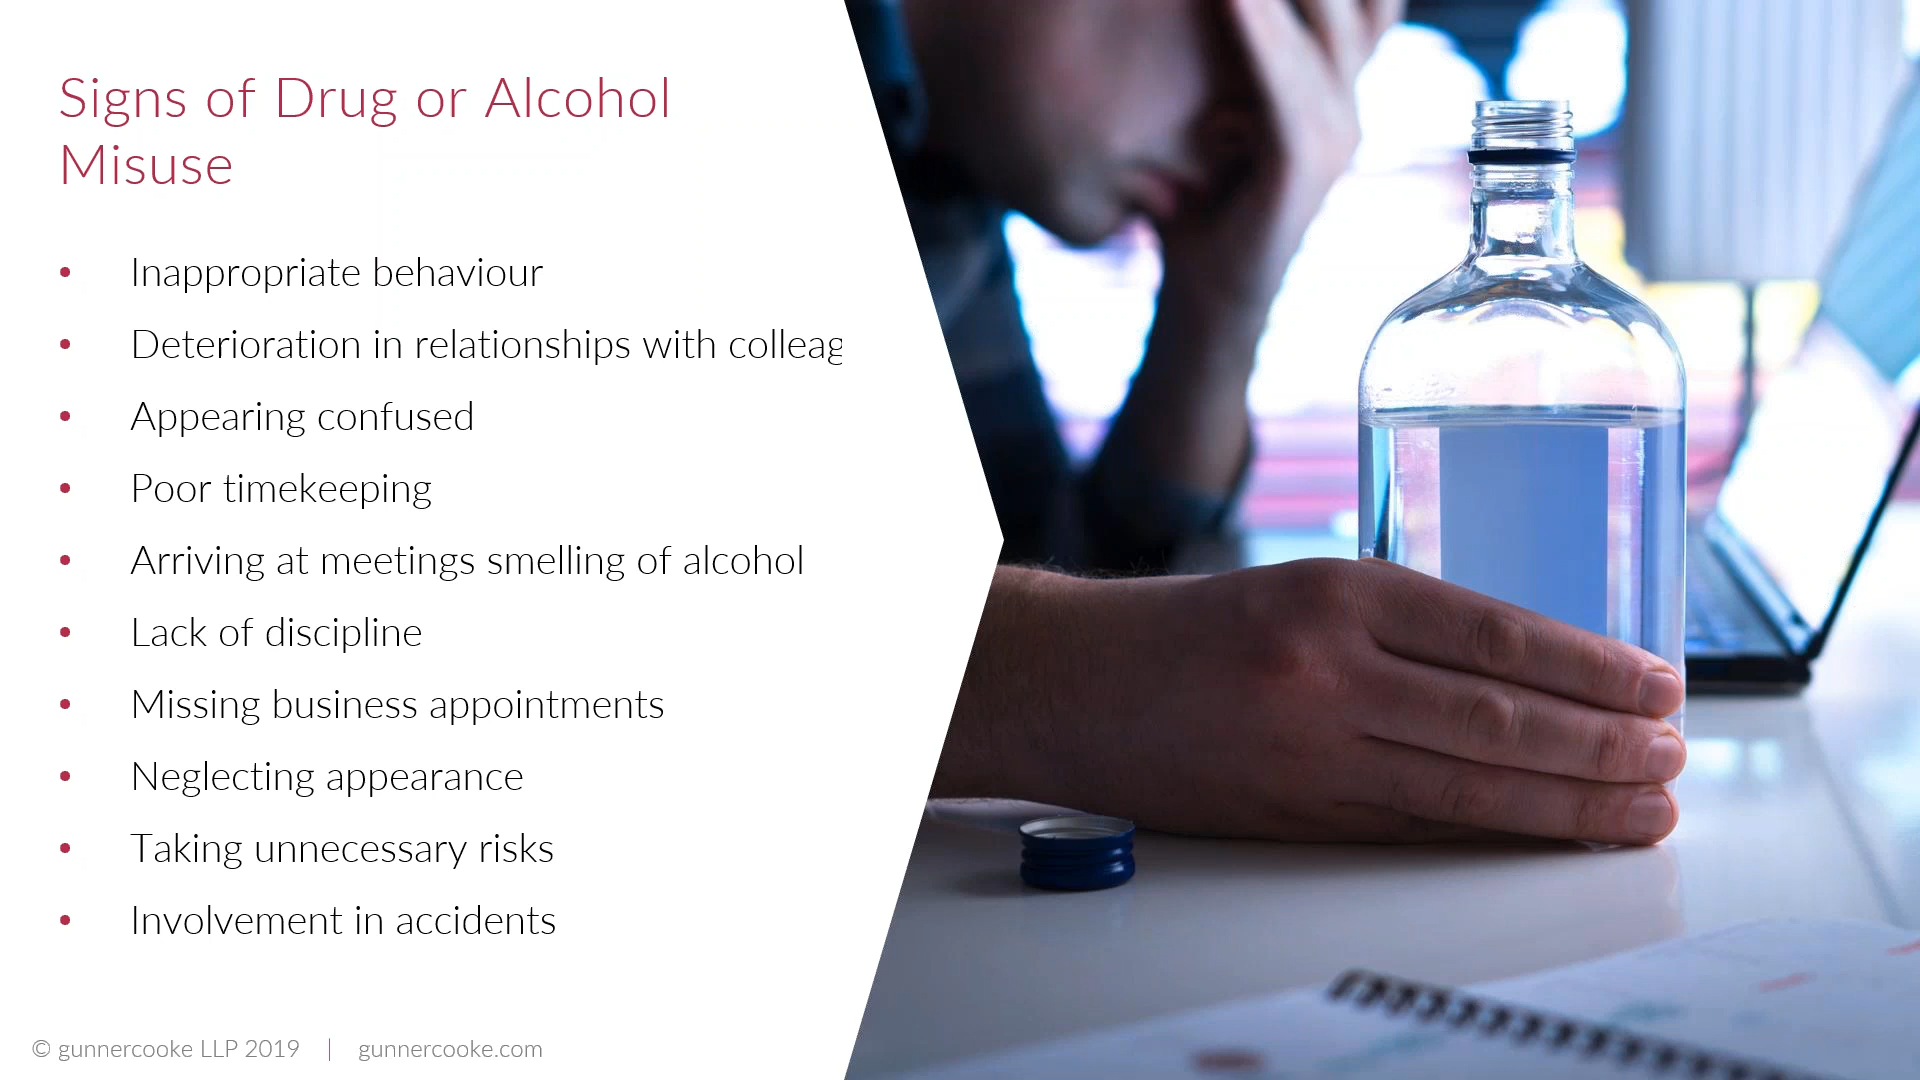 Signs of Drug or Alcohol
Misuse
• Inappropriate behaviour
• Deterioration in relationships with colleag
• Appearing confused
• Poor timekeeping
• Arriving at meetings smelling of alcohol
• Lack of discipline
• Missing business appointments
• Neglecting appearance
• Taking unnecessary risks
• Involvement in accidents
© gunnercooke LLP 2019 | gunnercooke.com